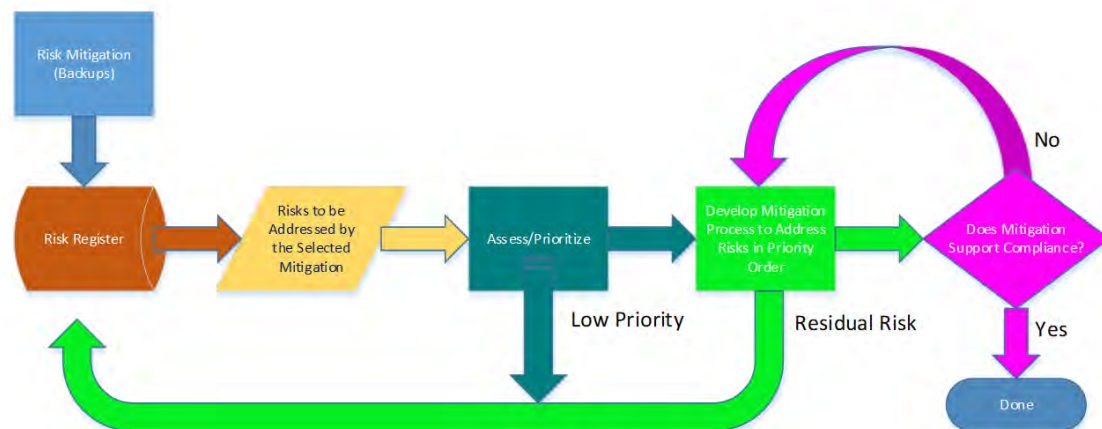 Risk Mitigation
(Backups)
No
Risk Register
Risks to be
Addressed by
the Selected
Mitigation
Assess/Prioritize
Develop Mitigation
Process to Address
Risks in Priority
Order
Does Mitigation
Support Compliance?
Low Priority
Residual Risk
Yes
Done